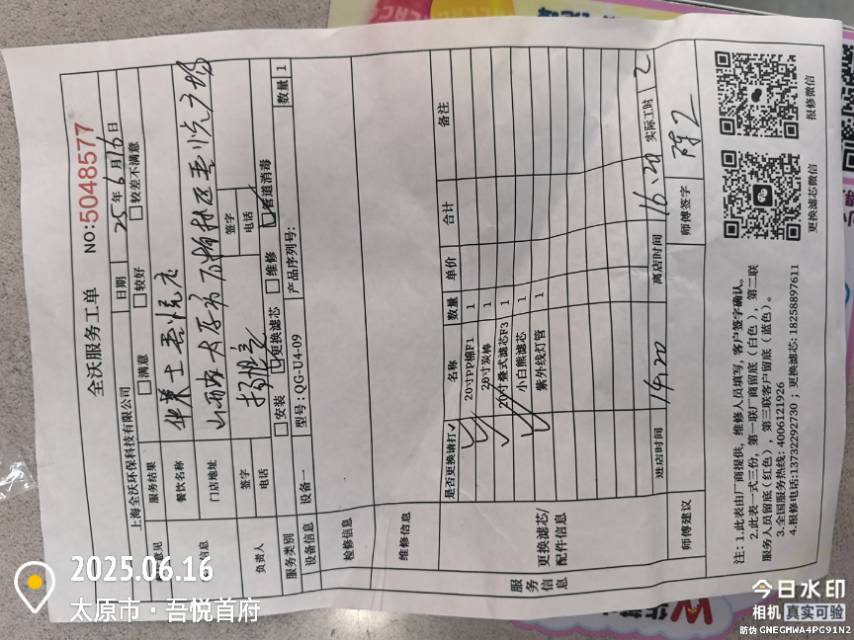 全沃服务工单
NO:5048577
上海全沃环保科技有限公司
日期 25年6月16日
服务结果 满意 较好 较差不满意
餐饮名称 华莱士吾悦店
门店地址 山西省太原市万柏林区吾悦广场
负责人 签字 签字
电话 电话
服务类别 安装 更换滤芯 维修 管道消毒
设备信息 设备一 型号：QG-U4-09 产品序列号： 数量 1
检修信息
维修信息
服务信息
更换滤芯/配件信息
是否更换请打✓ 名称 数量 单价 合计 备注
✓ 20寸PP棉F1 1
20寸炭棒 1
✓ 20寸叠式滤芯F3 1
✓ 小白熊滤芯 1
紫外线灯管 1
进店时间 14:20 离店时间 16:20 实际工时 2
师傅建议 师傅签字
注：1.此表由厂商提供，维修人员填写，客户签字确认。
2.此表一式三份，第一联厂商留底（白色），第二联
服务人员留底（红色），第三联客户留底（蓝色）。
3.全国服务热线：4006121926
4.报修电话:13732292730；更换滤芯：18258897611
更换滤芯微信 报修微信
2025.06.16
太原市·吾悦首府
今日水印
相机 真实可验
防伪 GNEGMWA4PG91N2